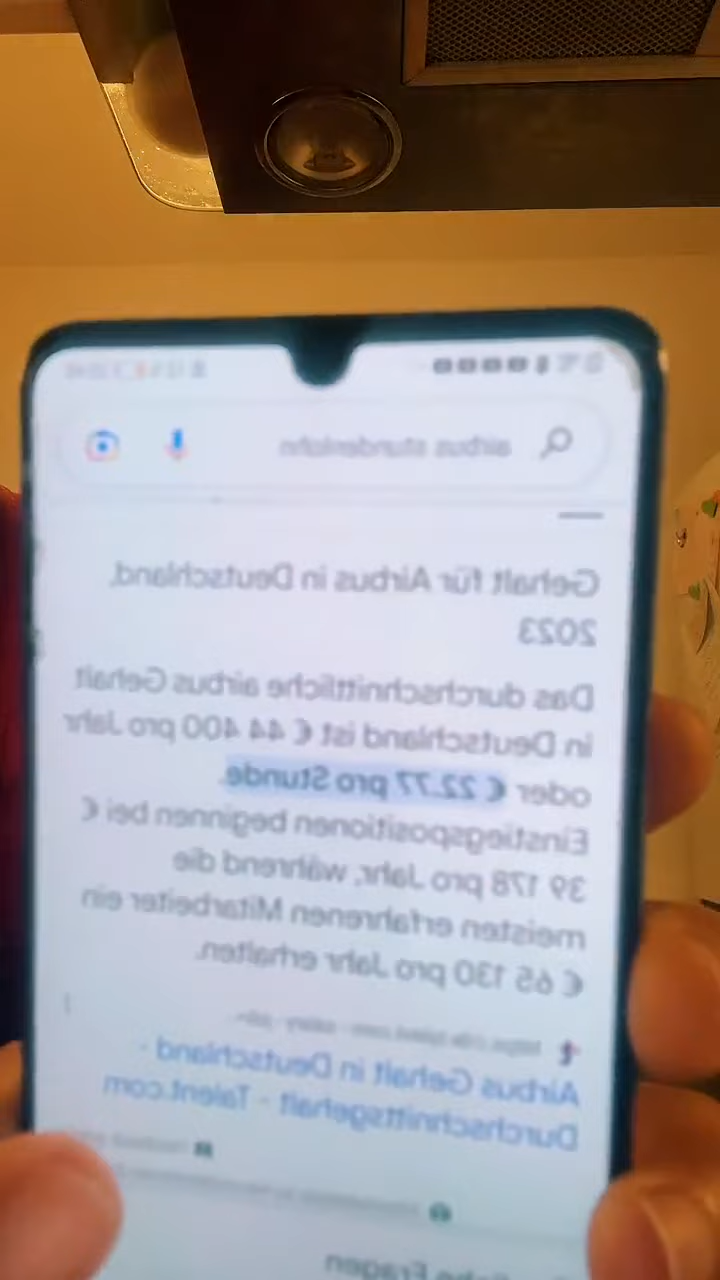 airbus stundenlohn
Gehalt für Airbus in Deutschland,
2023
Das durchschnittliche airbus Gehalt
in Deutschland ist € 44 400 pro Jahr
oder € 22.77 pro Stunde.
Einstiegspositionen beginnen bei €
39 178 pro Jahr, während die
meisten erfahrenen Mitarbeiter ein
€ 65 130 pro Jahr erhalten.
Airbus Gehalt in Deutschland -
Durchschnittsgehalt - Talent.com
Fragen